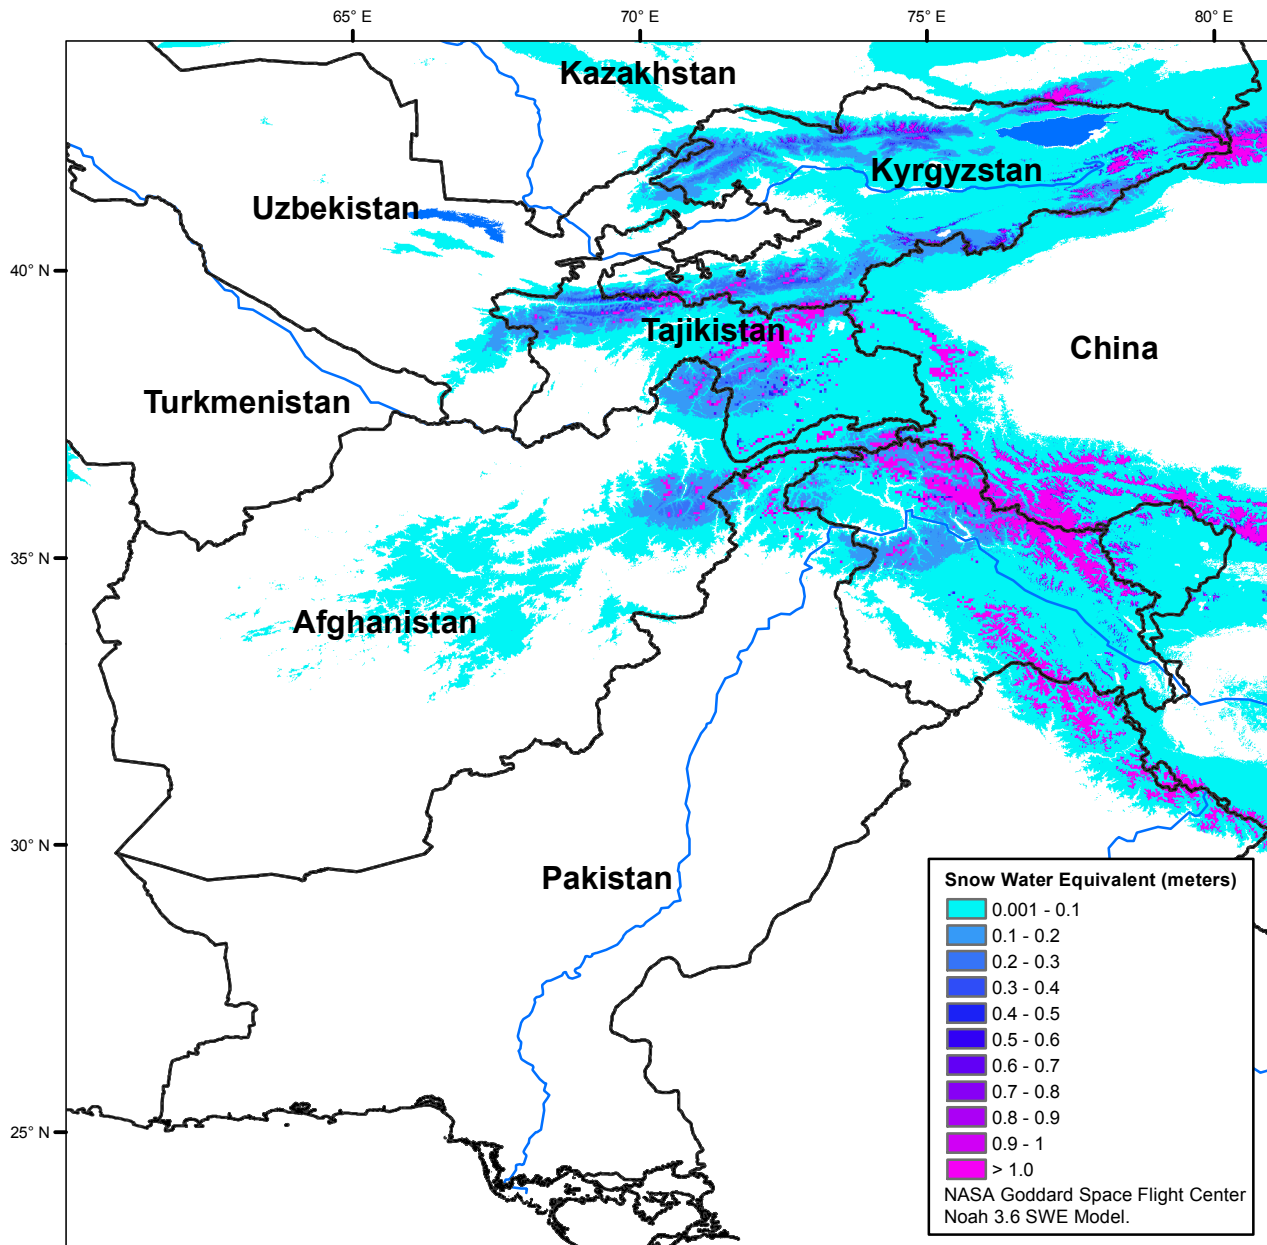 65° E 70° E 75° E 80° E
Kazakhstan
Kyrgyzstan
Uzbekistan
40° N
Tajikistan
China
Turkmenistan
35° N
Afghanistan
30° N
Pakistan
25° N
Snow Water Equivalent (meters)
0.001 - 0.1
0.1 - 0.2
0.2 - 0.3
0.3 - 0.4
0.4 - 0.5
0.5 - 0.6
0.6 - 0.7
0.7 - 0.8
0.8 - 0.9
0.9 - 1
> 1.0
NASA Goddard Space Flight Center
Noah 3.6 SWE Model.